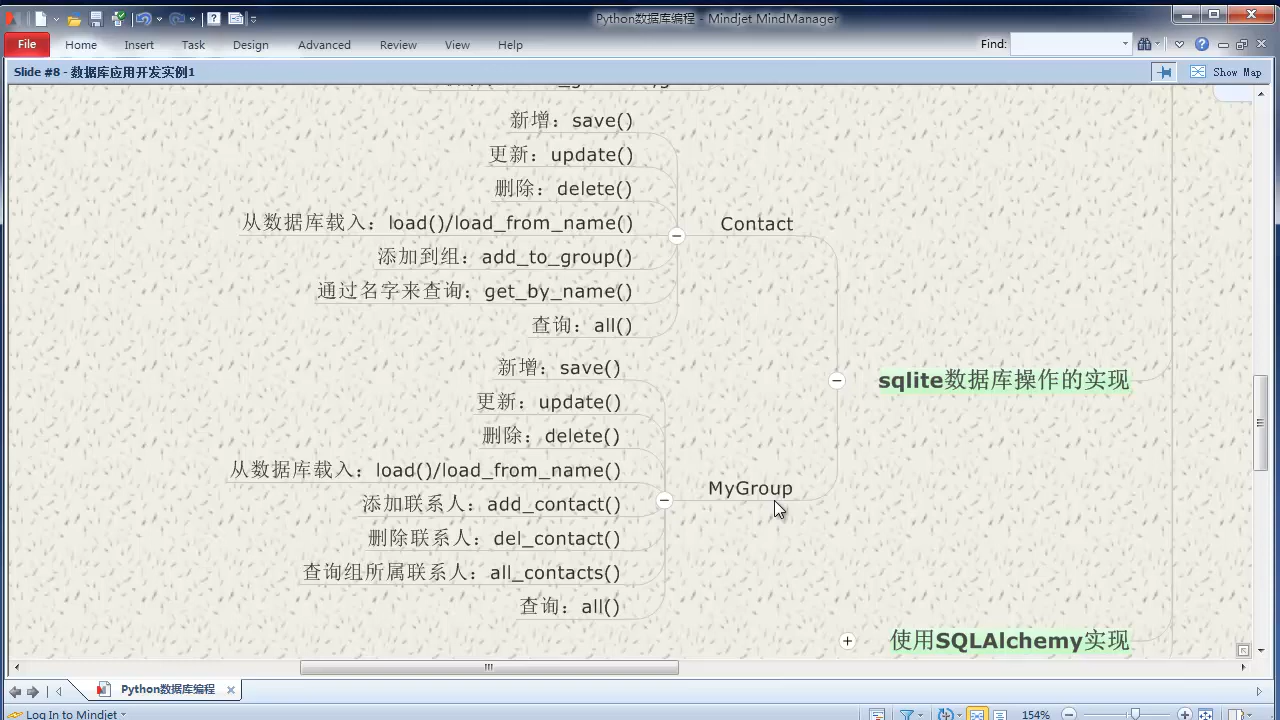 Python数据库编程 - Mindjet MindManager
File Home Insert Task Design Advanced Review View Help Find:
Slide #8 - 数据库应用开发实例1 Show Map
新增：save()
更新：update()
删除：delete()
从数据库载入：load()/load_from_name()
Contact
添加到组：add_to_group()
通过名字来查询：get_by_name()
查询：all()
新增：save()
sqlite数据库操作的实现
更新：update()
删除：delete()
从数据库载入：load()/load_from_name()
MyGroup
添加联系人：add_contact()
删除联系人：del_contact()
查询组所属联系人：all_contacts()
查询：all()
使用SQLAlchemy实现
Python数据库编程
Log In to Mindjet 154%